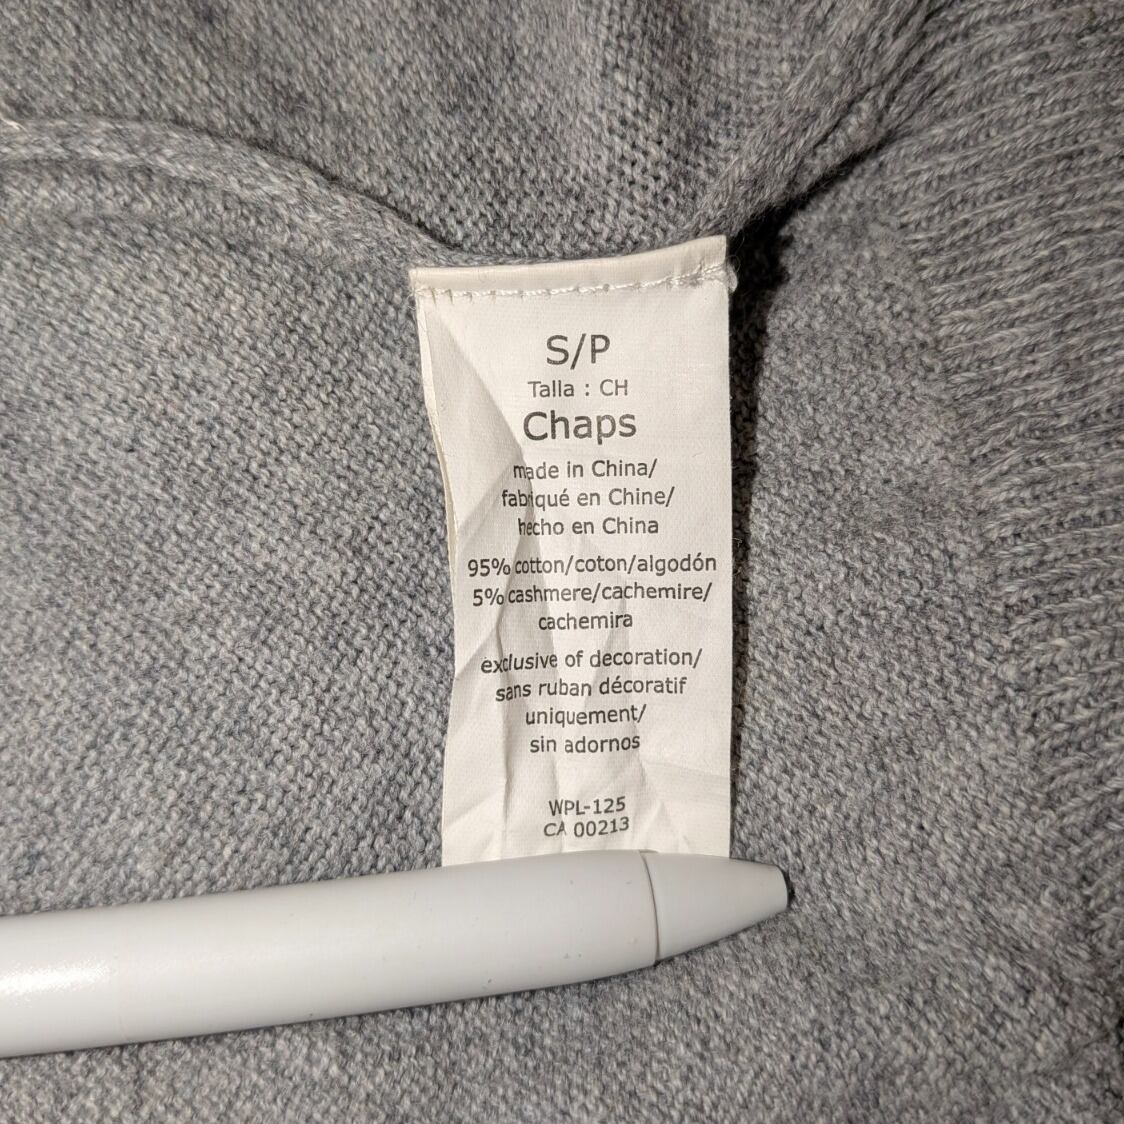 S/P
Talla : CH
Chaps
made in China/
fabriqué en Chine/
hecho en China
95% cotton/coton/algodón
5% cashmere/cachemire/
cachemira
exclusive of decoration/
sans ruban décoratif
uniquement/
sin adornos
WPL-125
CA 00213